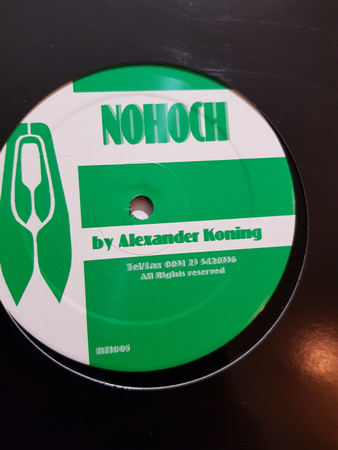 NOHOCH
by Alexander Koning
Tel/Fax 0031 23 5420336
All Rights reserved